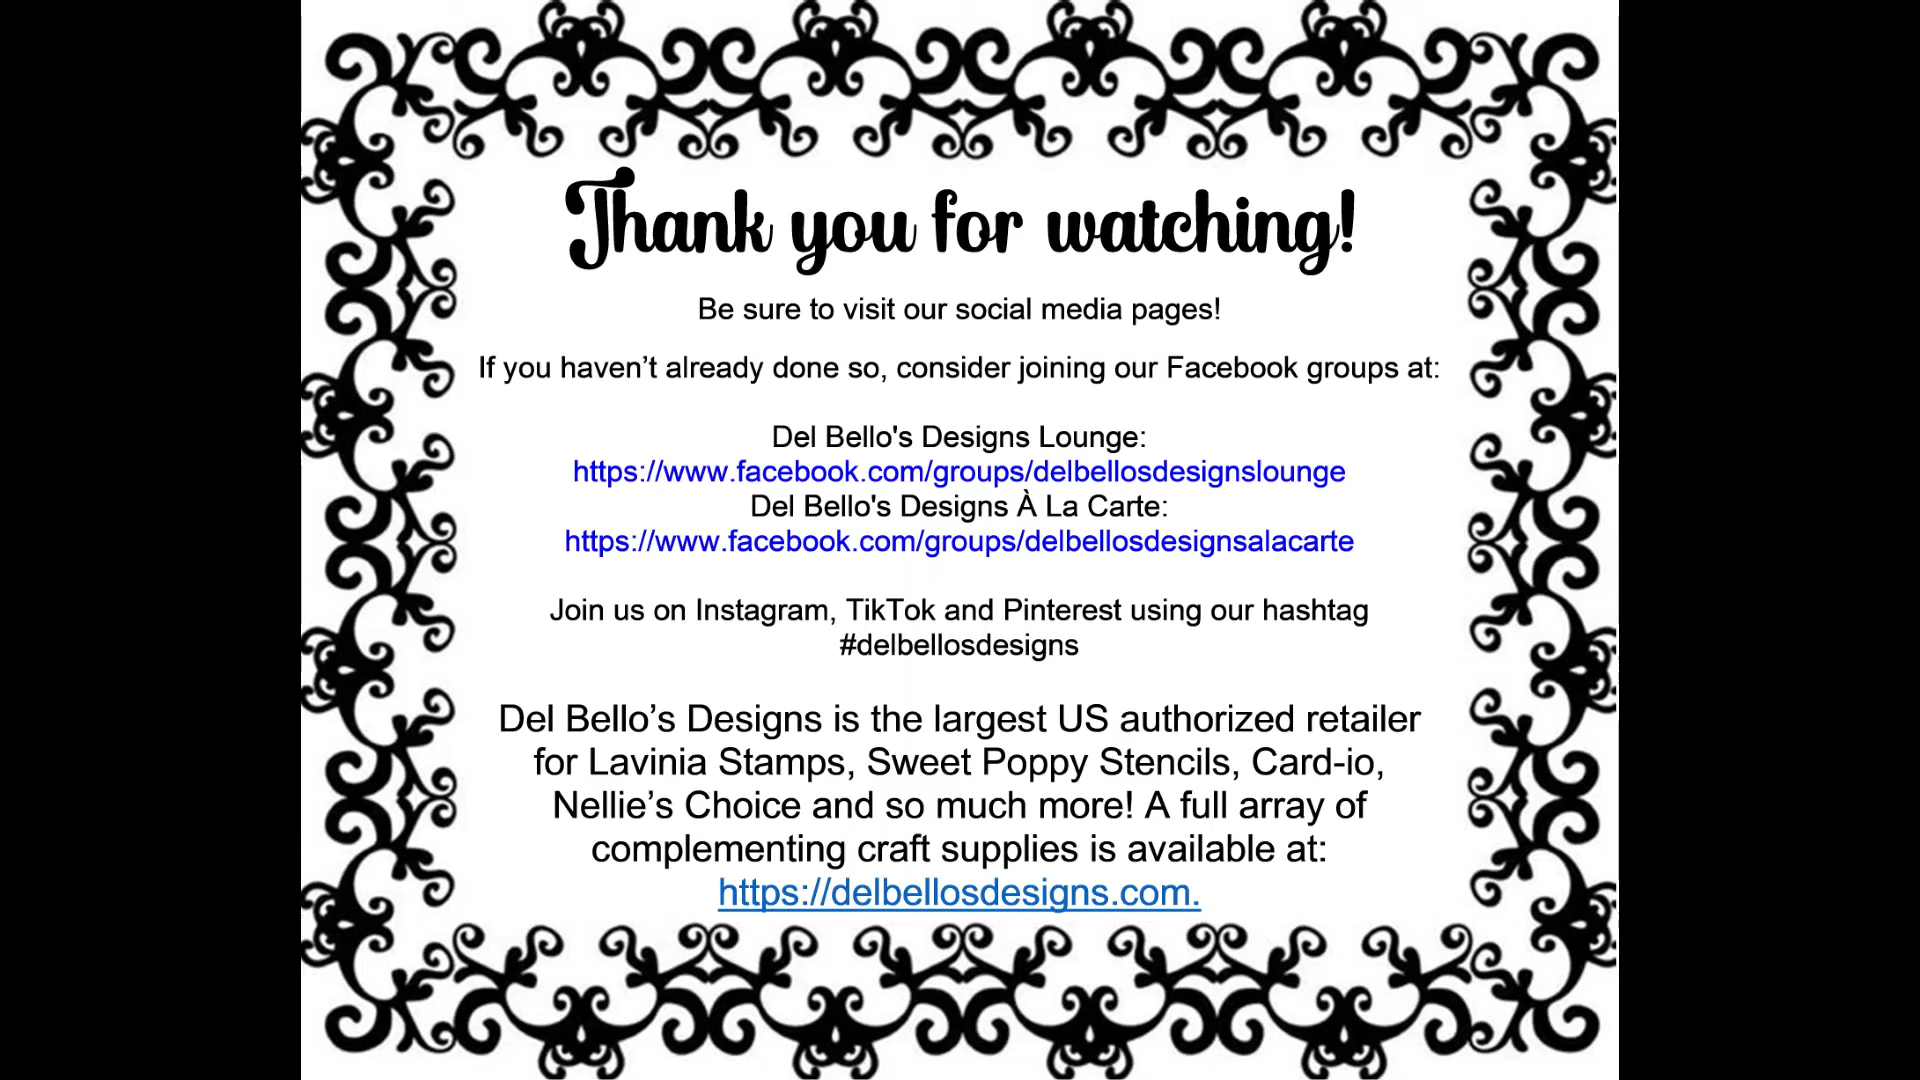 Thank you for watching!
Be sure to visit our social media pages!
If you haven’t already done so, consider joining our Facebook groups at:
Del Bello's Designs Lounge:
https://www.facebook.com/groups/delbellosdesignslounge
Del Bello's Designs À La Carte:
https://www.facebook.com/groups/delbellosdesignsalacarte
Join us on Instagram, TikTok and Pinterest using our hashtag
#delbellosdesigns
Del Bello’s Designs is the largest US authorized retailer
for Lavinia Stamps, Sweet Poppy Stencils, Card-io,
Nellie’s Choice and so much more! A full array of
complementing craft supplies is available at:
https://delbellosdesigns.com.